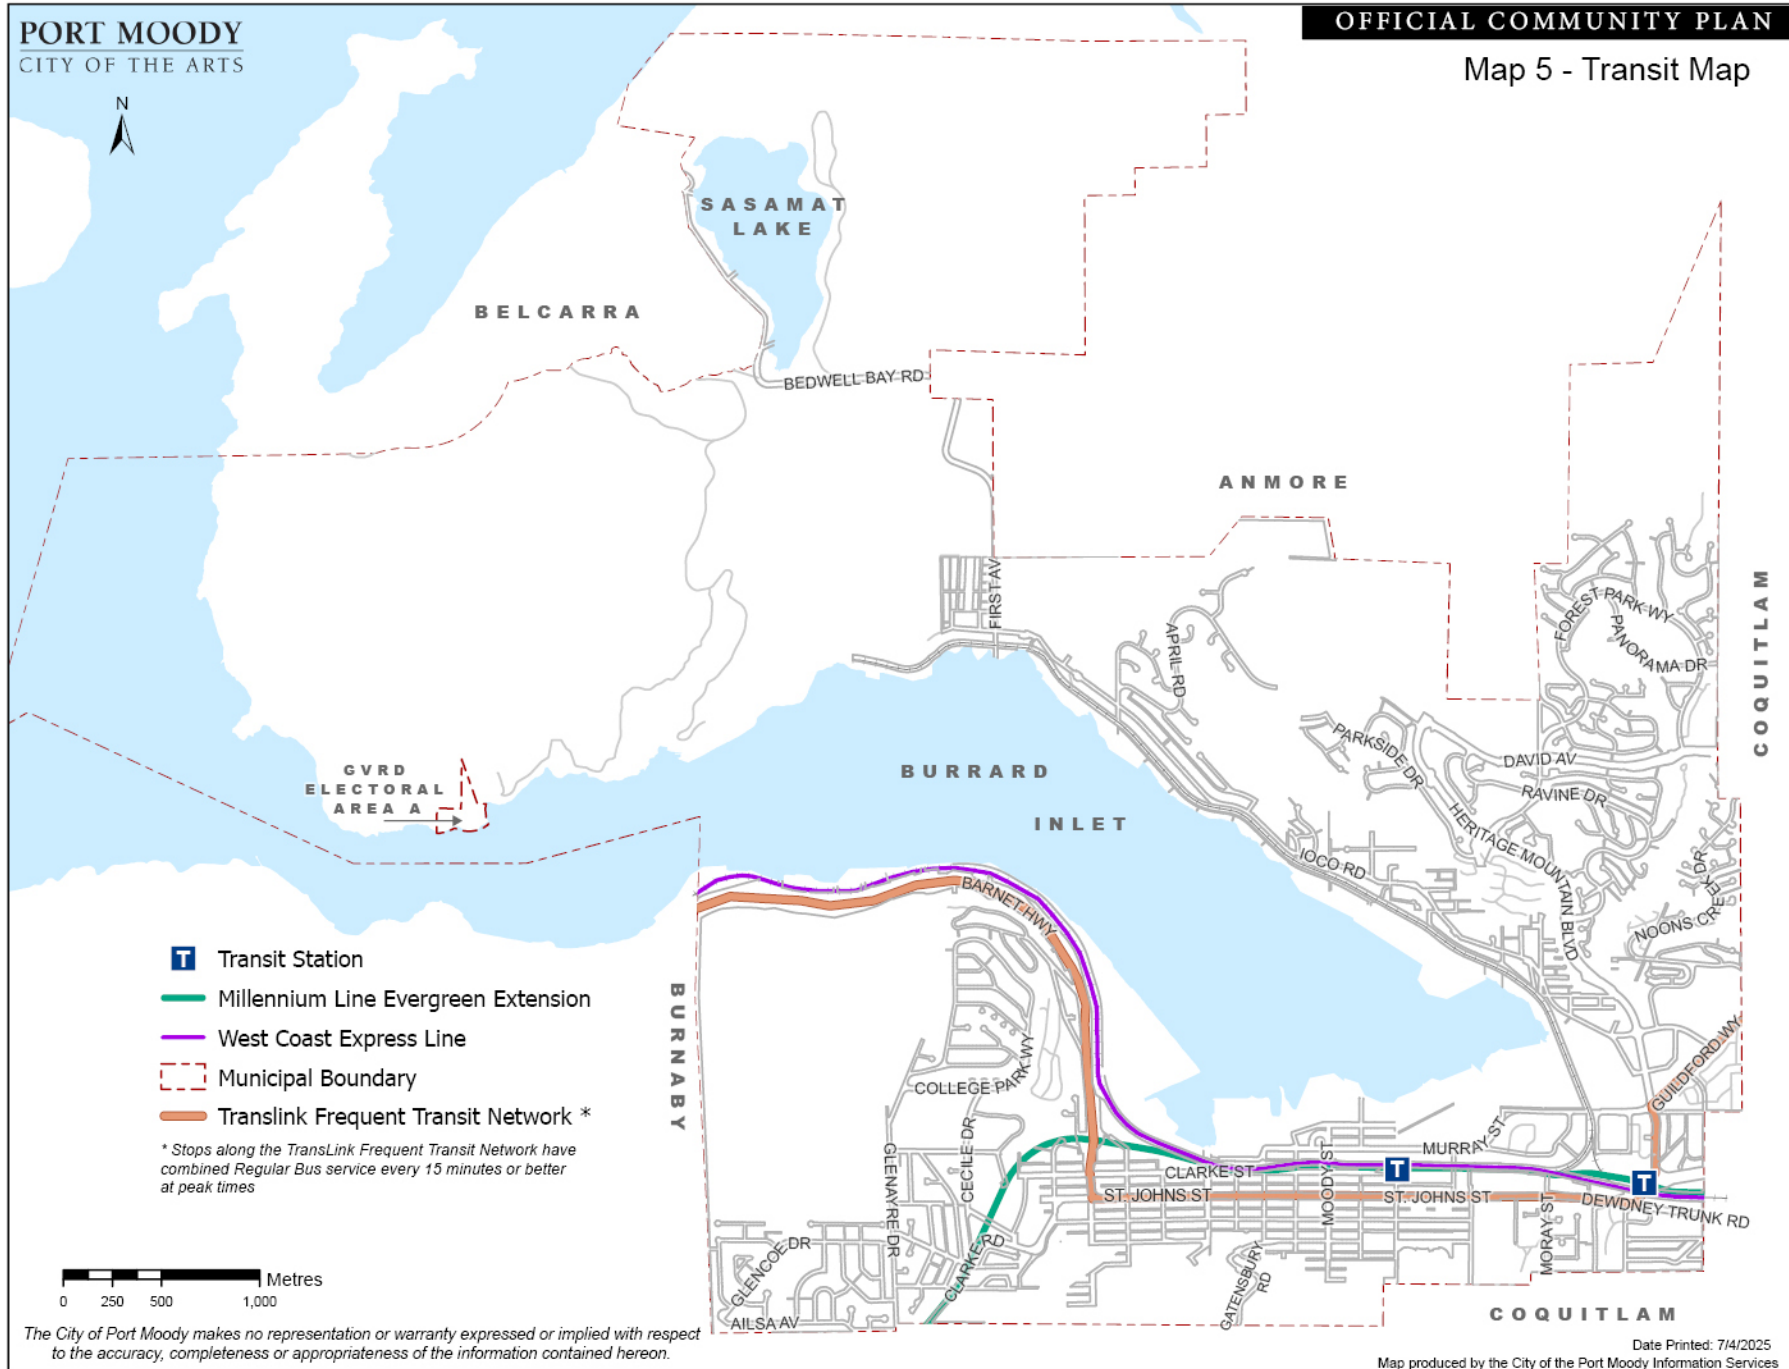 PORT MOODY
CITY OF THE ARTS
OFFICIAL COMMUNITY PLAN
Map 5 - Transit Map
N
SASAMAT
LAKE
BELCARRA
BEDWELL BAY RD
ANMORE
FIRST AV
APRIL RD
FOREST PARK WY
PANORAMA DR
COQUITLAM
PARKSIDE DR
DAVID AV
RAVINE DR
HERITAGE MOUNTAIN BLVD
NOONS CREEK DR
GVRD
ELECTORAL
AREA A
BURRARD
INLET
IOCO RD
BARNET HWY
BURNABY
GUILDFORD WY
COLLEGE PARK WY
CECILE DR
GLENAYRE DR
MURRAY ST
CLARKE ST
MOODY ST
T
T
ST. JOHNS ST
ST. JOHNS ST
DEWDNEY TRUNK RD
MORAY ST
CLARKE RD
GLENCOE DR
AILSA AV
GATENSBURY
RD
COQUITLAM
T Transit Station
Millennium Line Evergreen Extension
West Coast Express Line
Municipal Boundary
Translink Frequent Transit Network *
* Stops along the TransLink Frequent Transit Network have
combined Regular Bus service every 15 minutes or better
at peak times
Metres
0 250 500 1,000
The City of Port Moody makes no representation or warranty expressed or implied with respect
to the accuracy, completeness or appropriateness of the information contained hereon.
Date Printed: 7/4/2025
Map produced by the City of the Port Moody Information Services